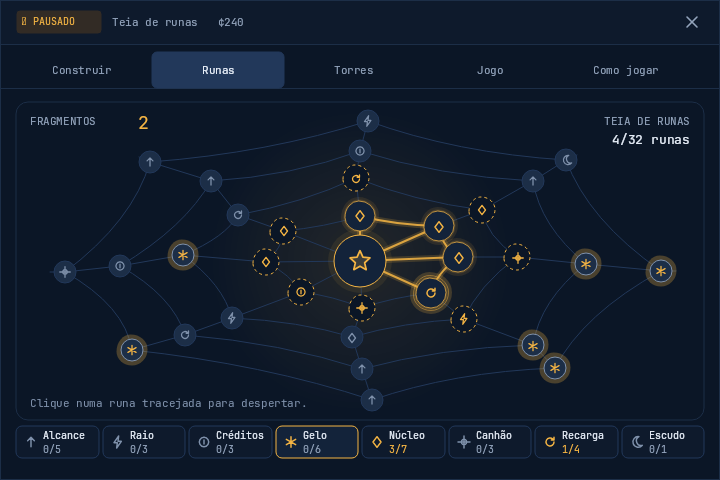 PAUSADO Teia de runas $240
Construir Runas Torres Jogo Como jogar
FRAGMENTOS 2
TEIA DE RUNAS
4/32 runas
Clique numa runa tracejada para despertar.
Alcance 0/5
Raio 0/3
Créditos 0/3
Gelo 0/6
Núcleo 3/7
Canhão 0/3
Recarga 1/4
Escudo 0/1